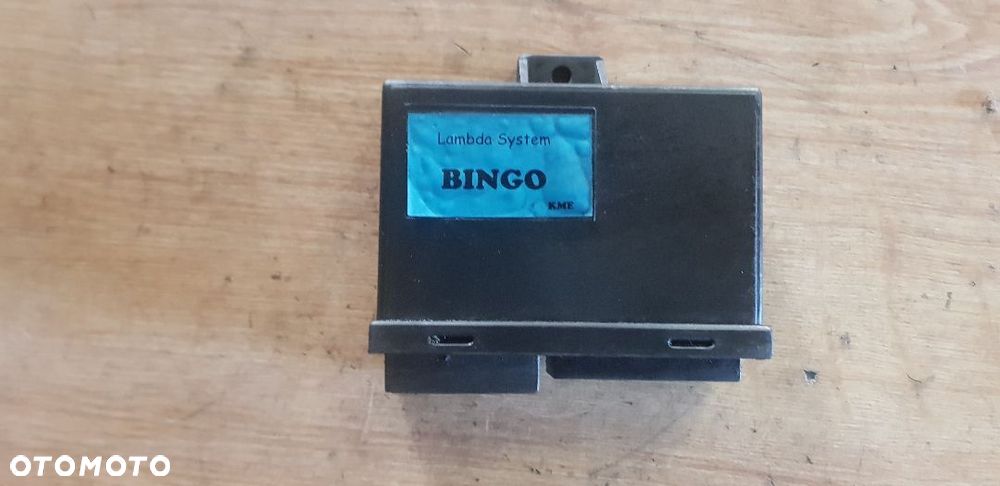 Lambda System
BINGO
KME
OTOMOTO